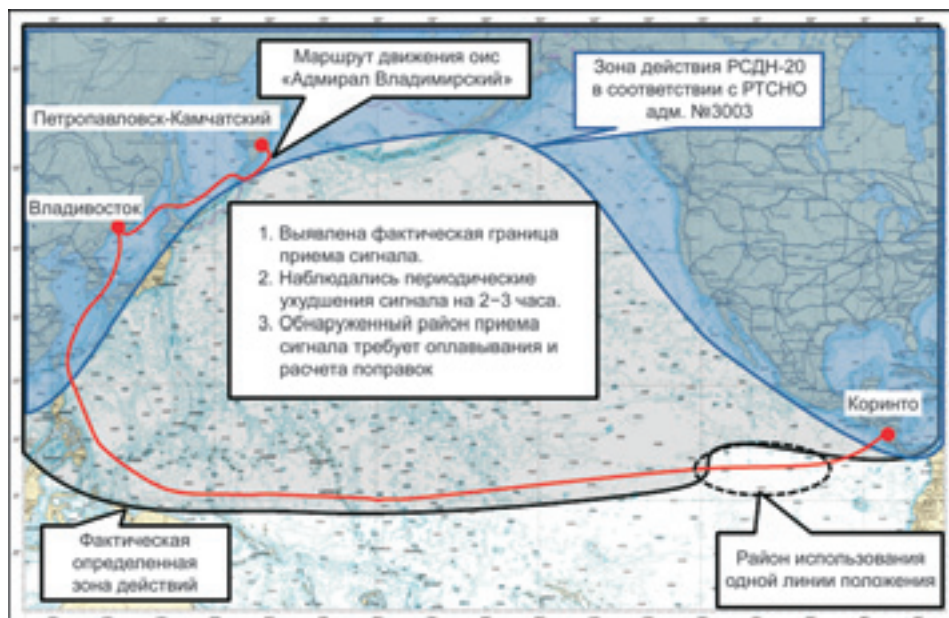 Маршрут движения оис
«Адмирал Владимирский»
Зона действия РСДН-20
в соответствии с РТСНО
адм. №3003
Петропавловск-Камчатский
Владивосток
1. Выявлена фактическая граница
приема сигнала.
2. Наблюдались периодические
ухудшения сигнала на 2−3 часа.
3. Обнаруженный район приема
сигнала требует оплавывания и
расчета поправок
Коринто
Фактическая
определенная
зона действий
Район использования
одной линии положения